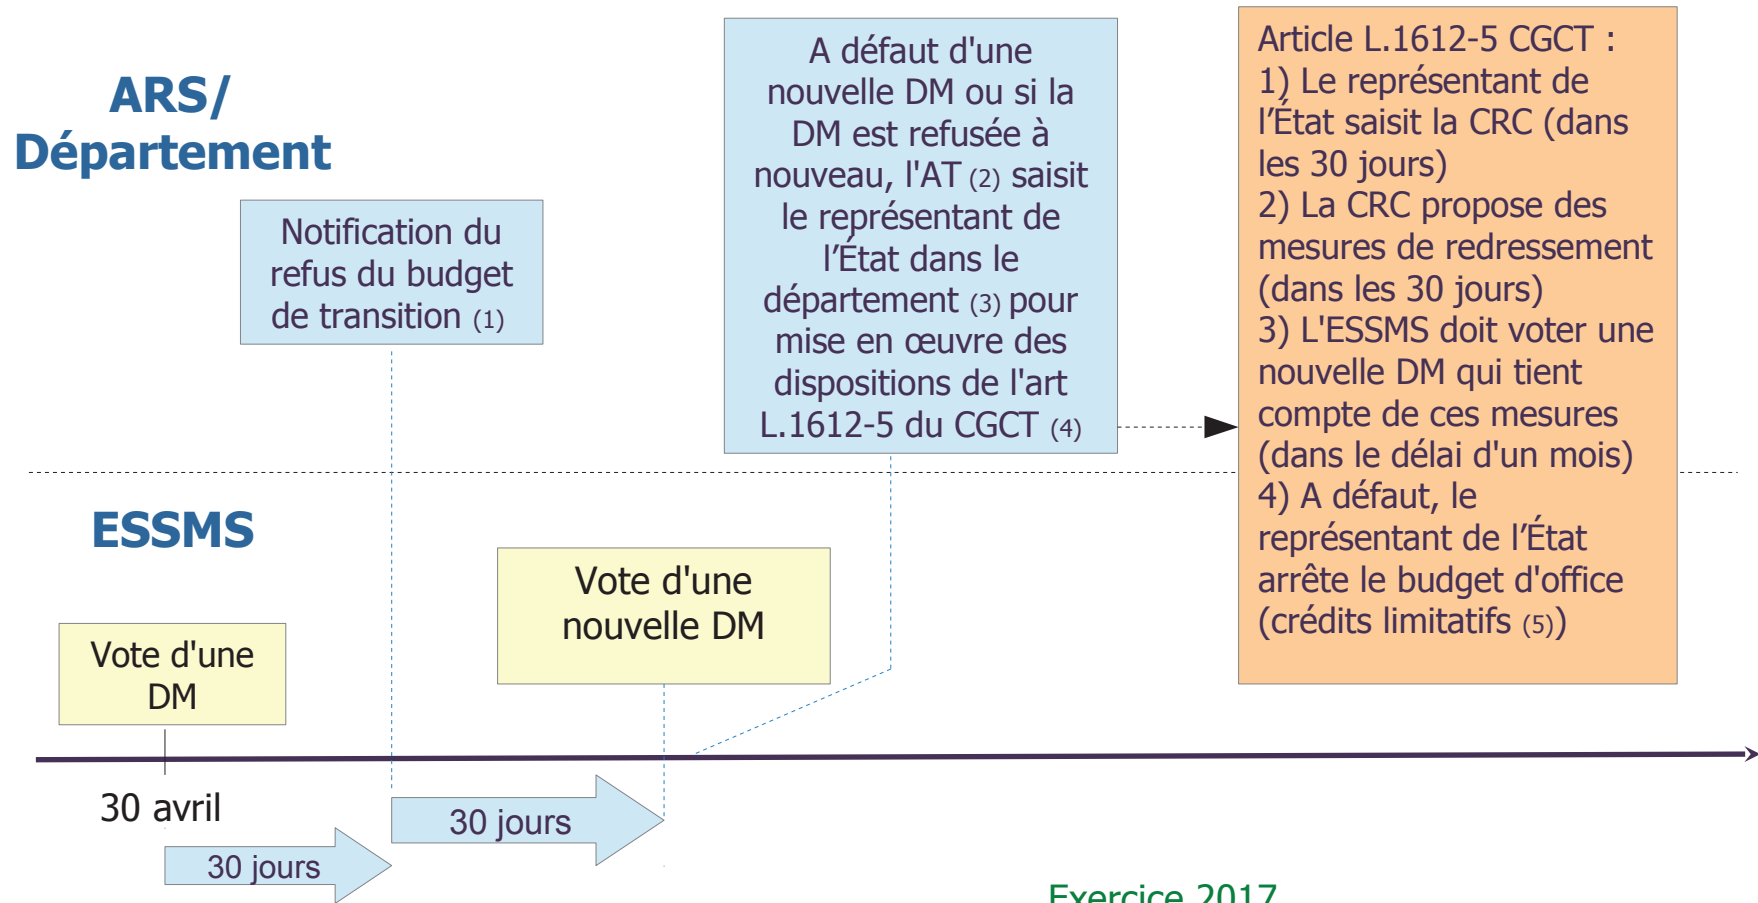 ARS/
Département
Notification du
refus du budget
de transition (1)
A défaut d'une
nouvelle DM ou si la
DM est refusée à
nouveau, l'AT (2) saisit
le représentant de
l'État dans le
département (3) pour
mise en œuvre des
dispositions de l'art
L.1612-5 du CGCT (4)
Article L.1612-5 CGCT :
1) Le représentant de
l'État saisit la CRC (dans
les 30 jours)
2) La CRC propose des
mesures de redressement
(dans les 30 jours)
3) L'ESSMS doit voter une
nouvelle DM qui tient
compte de ces mesures
(dans le délai d'un mois)
4) A défaut, le
représentant de l'État
arrête le budget d'office
(crédits limitatifs (5))
ESSMS
Vote d'une
DM
Vote d'une
nouvelle DM
30 avril
30 jours
30 jours
Exercice 2017